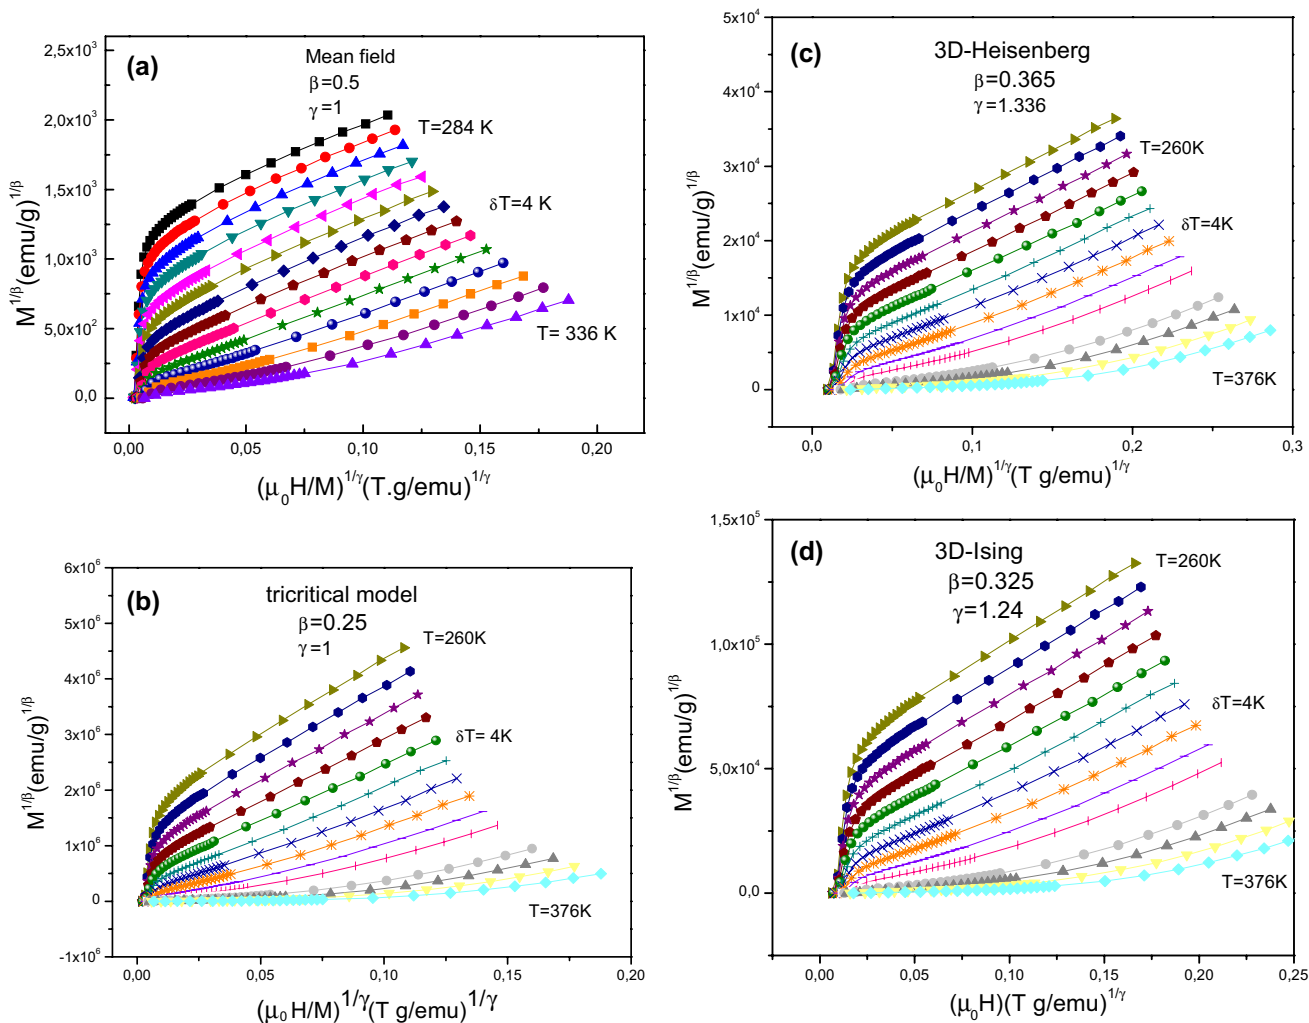 (a)
Mean field
β=0.5
γ=1
T=284 K
δT=4 K
T= 336 K
2,5x10³
2,0x10³
1,5x10³
1,0x10³
5,0x10²
0,0
M^1/β(emu/g)^1/β
0,00 0,05 0,10 0,15 0,20
(μ₀H/M)^1/γ(T.g/emu)^1/γ
(c)
3D-Heisenberg
β=0.365
γ=1.336
T=260K
δT=4K
T=376K
5x10⁴
4x10⁴
3x10⁴
2x10⁴
1x10⁴
0
M^1/β(emu/g)^1/β
0,0 0,1 0,2 0,3
(μ₀H/M)^1/γ(T g/emu)^1/γ
(b)
tricritical model
β=0.25
γ=1
T=260K
δT= 4K
T=376K
6x10⁶
5x10⁶
4x10⁶
3x10⁶
2x10⁶
1x10⁶
0
-1x10⁶
M^1/β(emu/g)^1/β
0,00 0,05 0,10 0,15 0,20
(μ₀H/M)^1/γ(T g/emu)^1/γ
(d)
3D-Ising
β=0.325
γ=1.24
T=260K
δT=4K
T=376K
1,5x10⁵
1,0x10⁵
5,0x10⁴
0,0
M^1/β(emu/g)^1/β
0,00 0,05 0,10 0,15 0,20 0,25
(μ₀H)(T g/emu)^1/γ